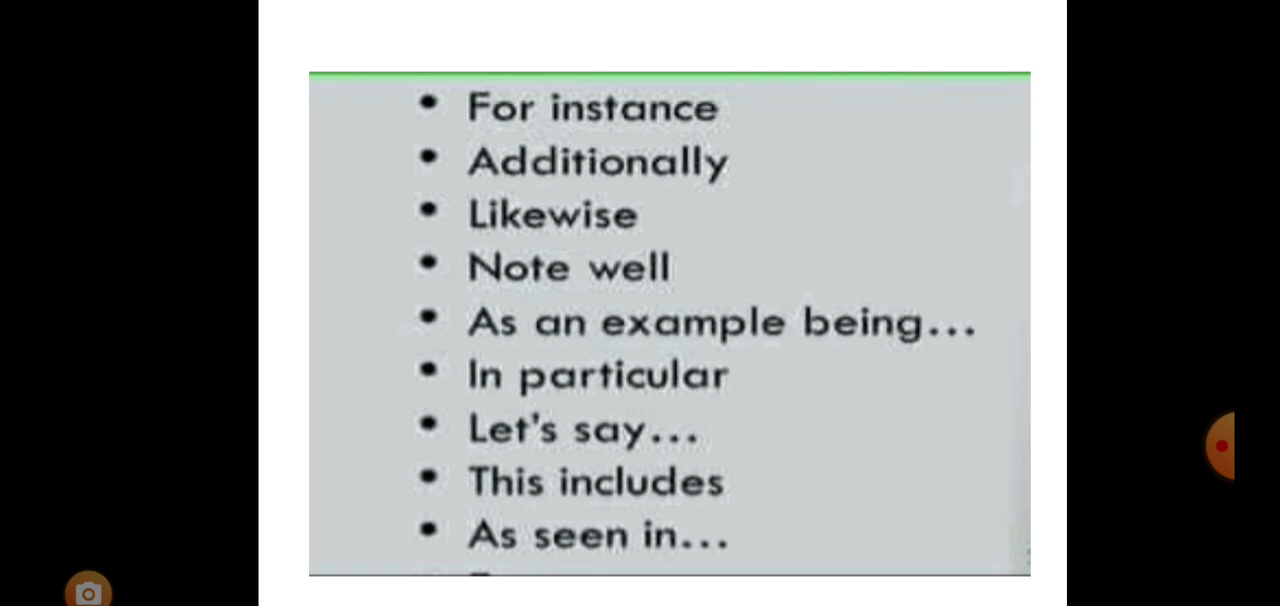 • For instance
• Additionally
• Likewise
• Note well
• As an example being...
• In particular
• Let's say...
• This includes
• As seen in...